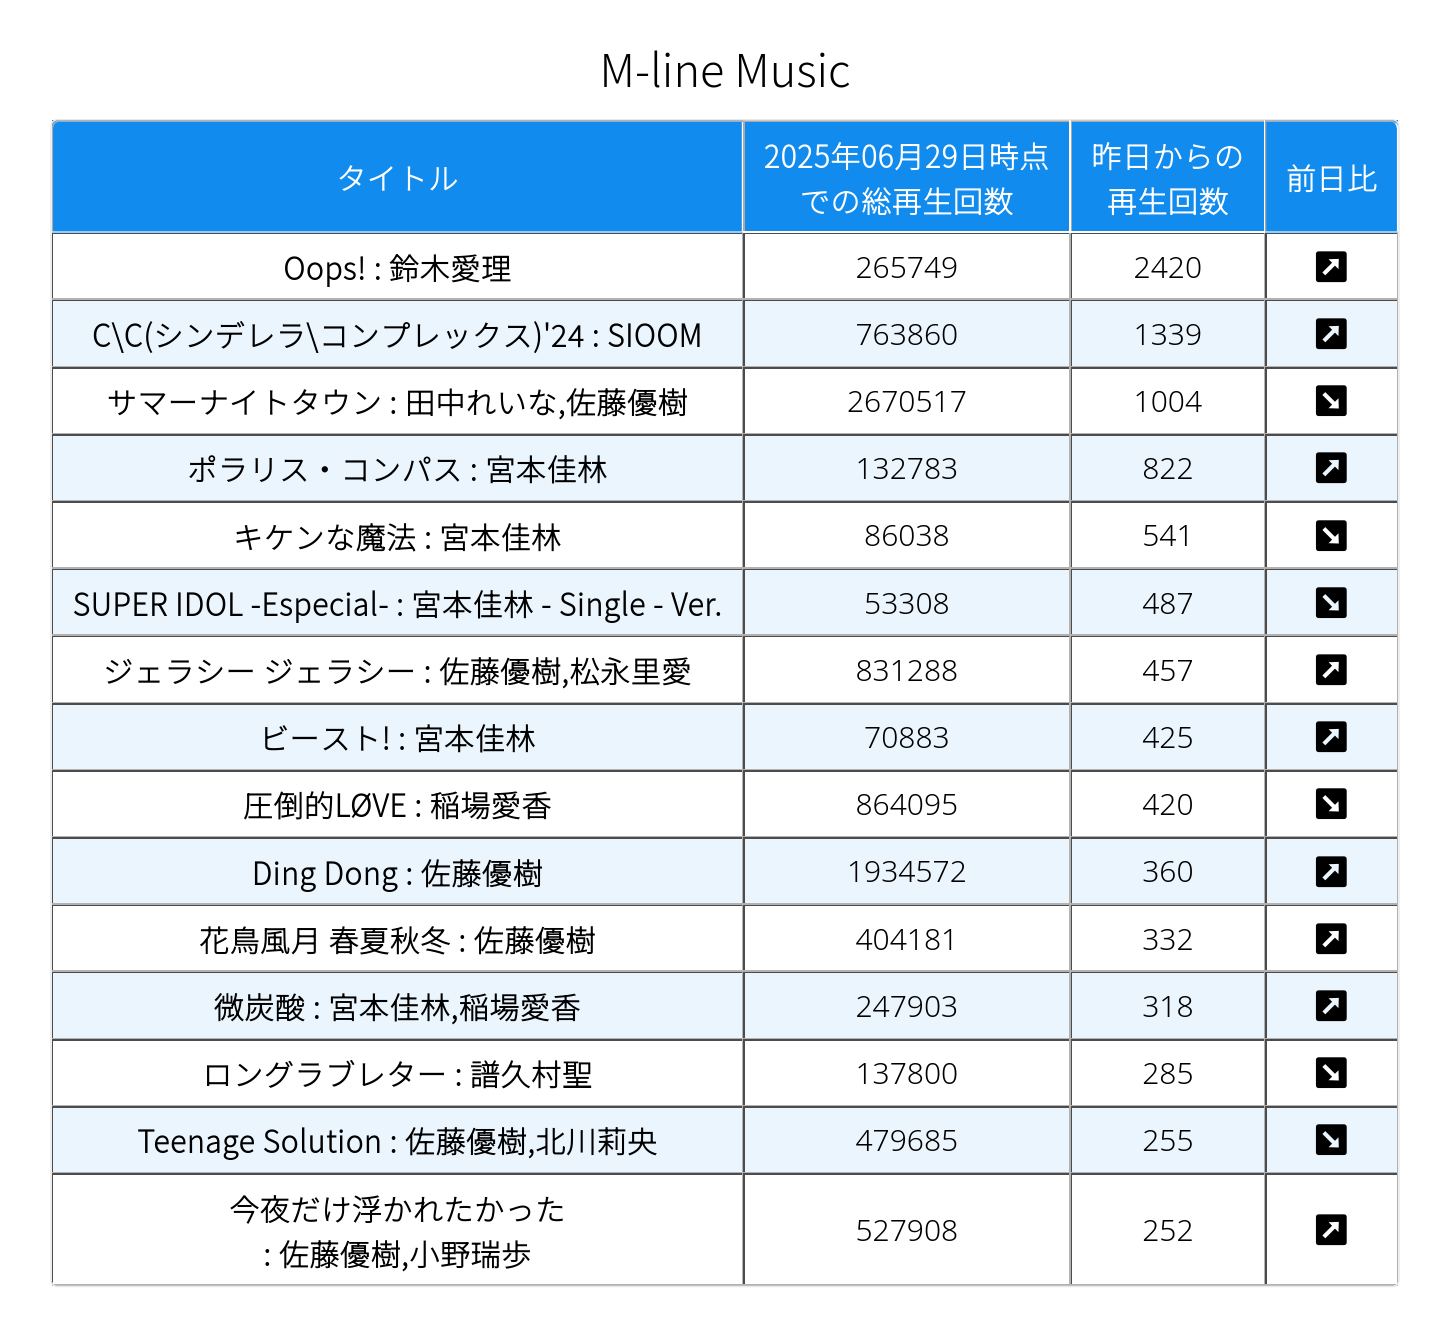 M-line Music
タイトル 2025年06月29日時点での総再生回数 昨日からの再生回数 前日比
Oops! : 鈴木愛理 265749 2420 ↗
C\C(シンデレラ\コンプレックス)'24 : SIOOM 763860 1339 ↗
サマーナイトタウン : 田中れいな,佐藤優樹 2670517 1004 ↘
ポラリス・コンパス : 宮本佳林 132783 822 ↗
キケンな魔法 : 宮本佳林 86038 541 ↘
SUPER IDOL -Especial- : 宮本佳林 - Single - Ver. 53308 487 ↘
ジェラシー ジェラシー : 佐藤優樹,松永里愛 831288 457 ↗
ビースト! : 宮本佳林 70883 425 ↗
圧倒的LØVE : 稲場愛香 864095 420 ↘
Ding Dong : 佐藤優樹 1934572 360 ↗
花鳥風月 春夏秋冬 : 佐藤優樹 404181 332 ↗
微炭酸 : 宮本佳林,稲場愛香 247903 318 ↗
ロングラブレター : 譜久村聖 137800 285 ↘
Teenage Solution : 佐藤優樹,北川莉央 479685 255 ↘
今夜だけ浮かれたかった
: 佐藤優樹,小野瑞歩 527908 252 ↗